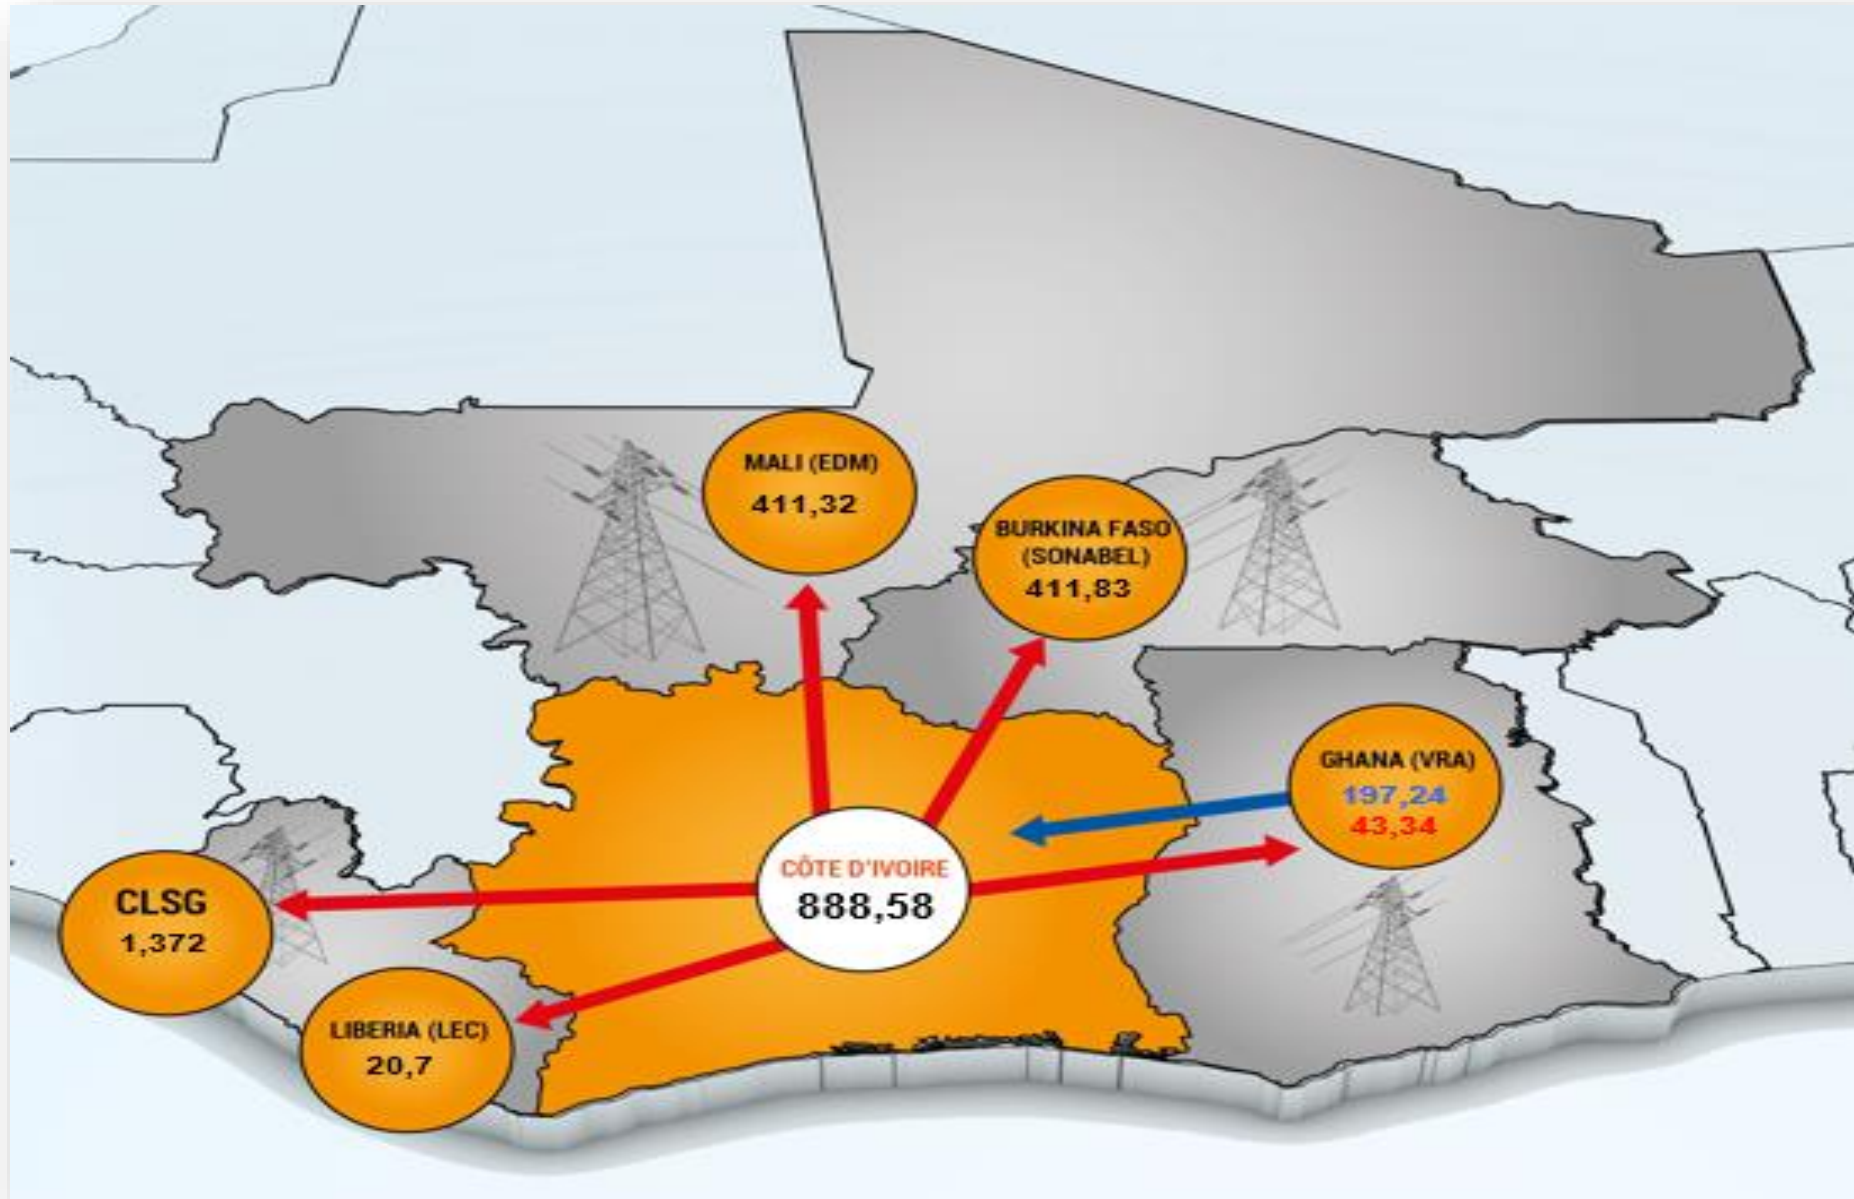 MALI (EDM)
411,32
BURKINA FASO
(SONABEL)
411,83
GHANA (VRA)
197,24
43,34
CÔTE D'IVOIRE
888,58
CLSG
1,372
LIBERIA (LEC)
20,7